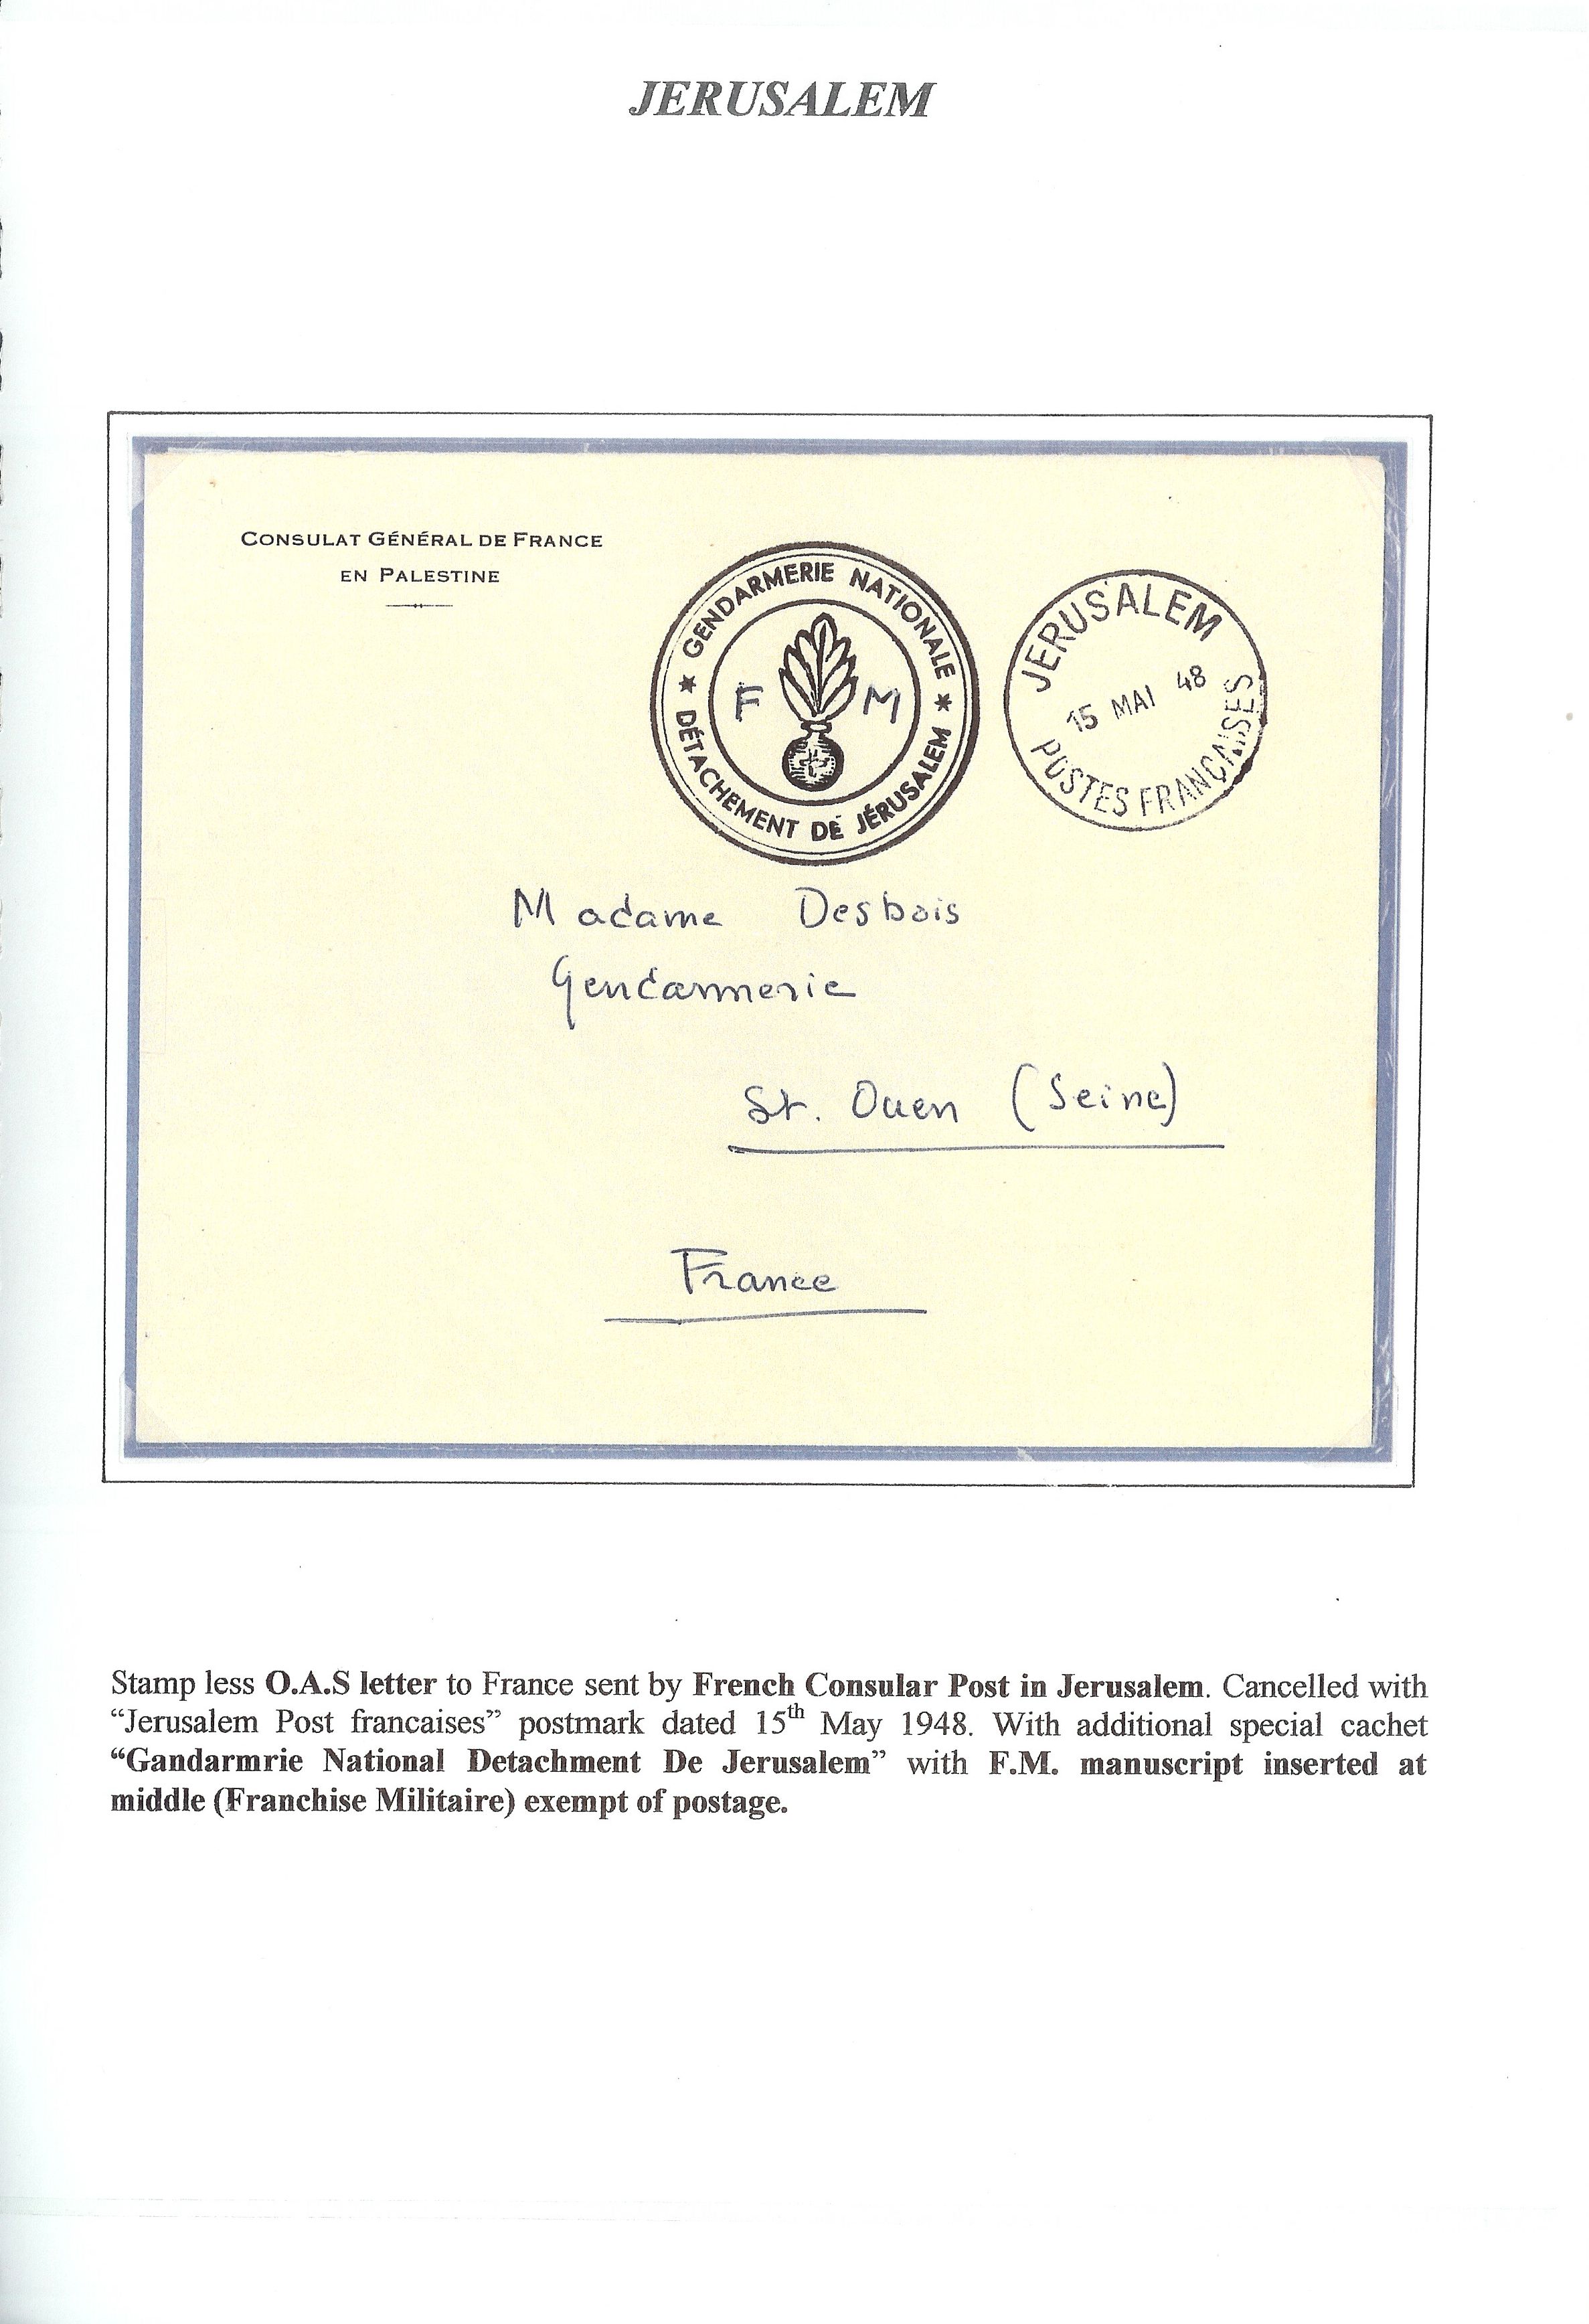 JERUSALEM
CONSULAT GÉNÉRAL DE FRANCE
EN PALESTINE
* GENDARMERIE NATIONALE *
DÉTACHEMENT DE JÉRUSALEM
F M
JERUSALEM
15 MAI 48
POSTES FRANÇAISES
Madame Desbois
Gendarmerie
St. Ouen (Seine)
France
Stamp less O.A.S letter to France sent by French Consular Post in Jerusalem. Cancelled with
“Jerusalem Post francaises” postmark dated 15th May 1948. With additional special cachet
“Gandarmrie National Detachment De Jerusalem” with F.M. manuscript inserted at
middle (Franchise Militaire) exempt of postage.